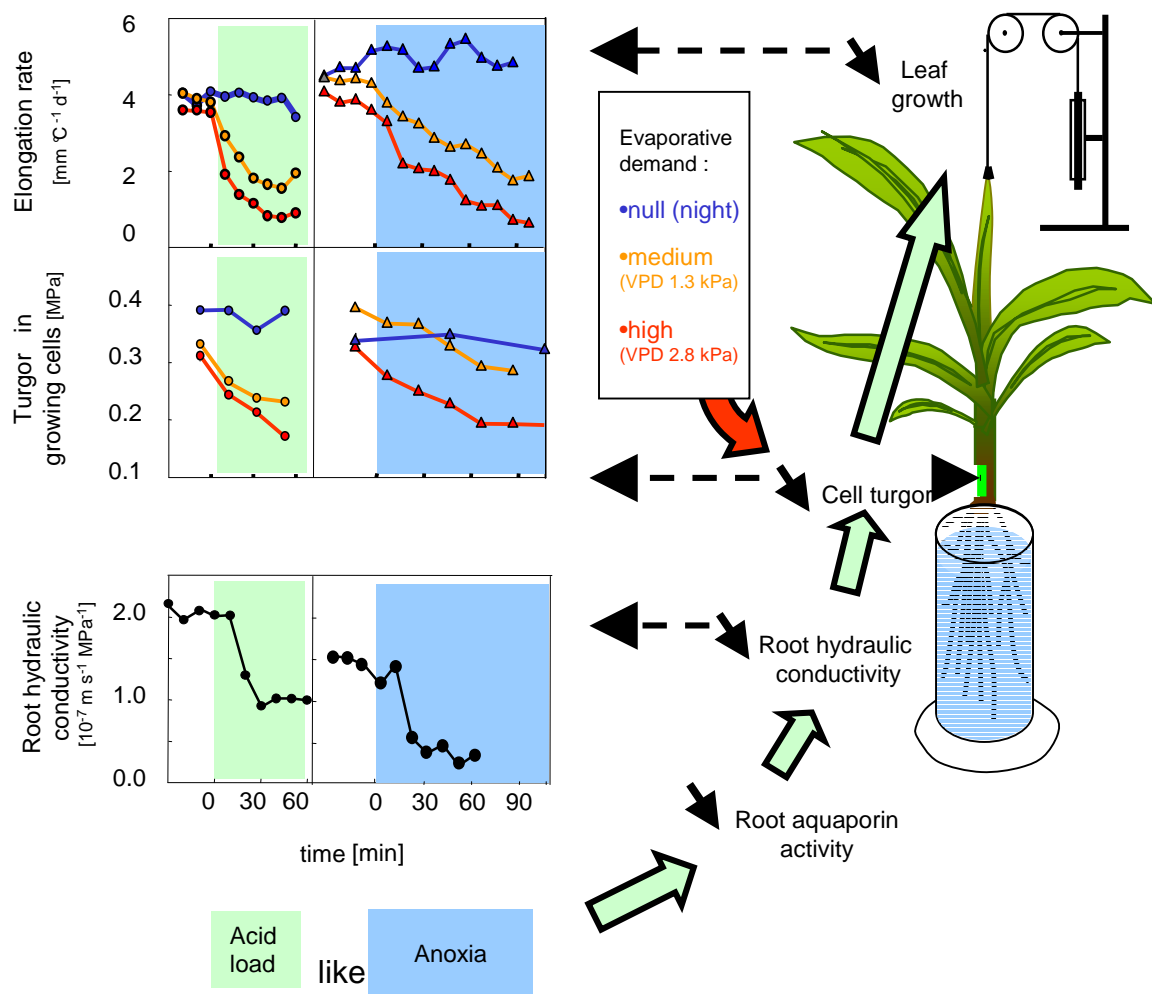 Elongation rate
[mm °C⁻¹ d⁻¹]
6
4
2
0
Turgor in
growing cells [MPa]
0.4
0.3
0.2
0.1
Root hydraulic
conductivity
[10⁻⁷ m s⁻¹ MPa⁻¹]
2.0
1.0
0.0
0 30 60 0 30 60 90
time [min]
Acid
load
like
Anoxia
Evaporative
demand :
•null (night)
•medium
(VPD 1.3 kPa)
•high
(VPD 2.8 kPa)
Leaf
growth
Cell turgor
Root hydraulic
conductivity
Root aquaporin
activity